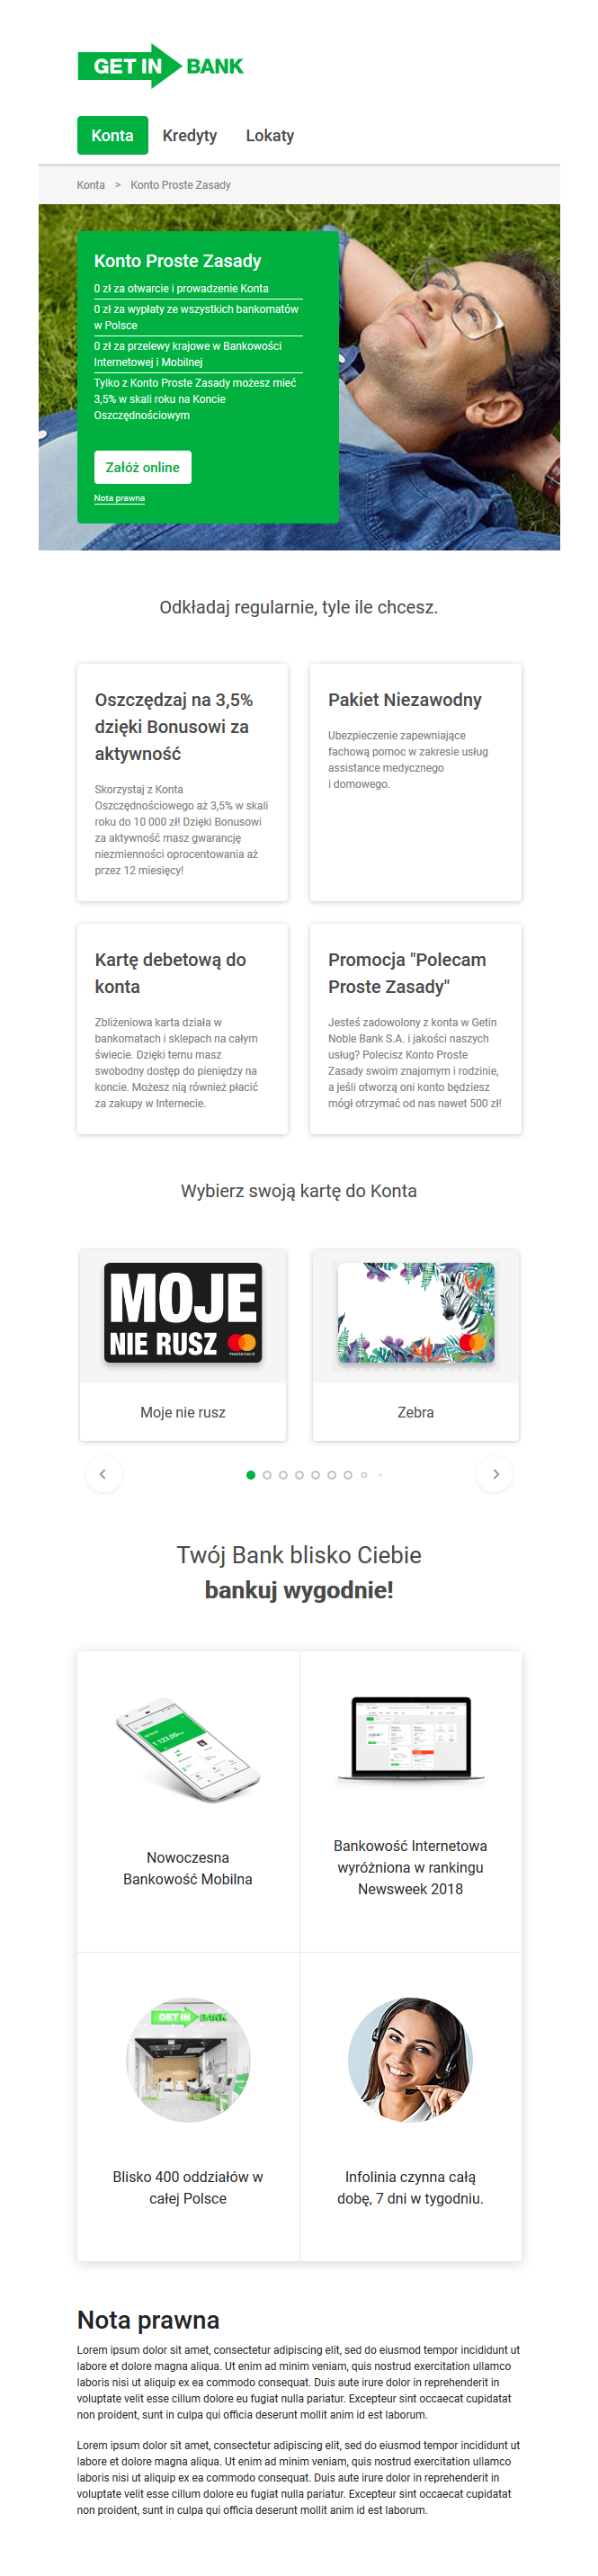 GET IN BANK
Konta Kredyty Lokaty
Konta > Konto Proste Zasady
Konto Proste Zasady
0 zł za otwarcie i prowadzenie Konta
0 zł za wypłaty ze wszystkich bankomatów
w Polsce
0 zł za przelewy krajowe w Bankowości
Internetowej i Mobilnej
Tylko z Konto Proste Zasady możesz mieć
3,5% w skali roku na Koncie
Oszczędnościowym
Załóż online
Nota prawna
Odkładaj regularnie, tyle ile chcesz.
Oszczędzaj na 3,5%
dzięki Bonusowi za
aktywność
Skorzystaj z Konta
Oszczędnościowego aż 3,5% w skali
roku do 10 000 zł! Dzięki Bonusowi
za aktywność masz gwarancję
niezmienności oprocentowania aż
przez 12 miesięcy!
Pakiet Niezawodny
Ubezpieczenie zapewniające
fachową pomoc w zakresie usług
assistance medycznego
i domowego.
Kartę debetową do
konta
Zbliżeniowa karta działa w
bankomatach i sklepach na całym
świecie. Dzięki temu masz
swobodny dostęp do pieniędzy na
koncie. Możesz nią również płacić
za zakupy w Internecie.
Promocja "Polecam
Proste Zasady"
Jesteś zadowolony z konta w Getin
Noble Bank S.A. i jakości naszych
usług? Polecisz Konto Proste
Zasady swoim znajomym i rodzinie,
a jeśli otworzą oni konto będziesz
mógł otrzymać od nas nawet 500 zł!
Wybierz swoją kartę do Konta
MOJE
NIE RUSZ
mastercard
Moje nie rusz
Zebra
Twój Bank blisko Ciebie
bankuj wygodnie!
Nowoczesna
Bankowość Mobilna
Bankowość Internetowa
wyróżniona w rankingu
Newsweek 2018
GET IN BANK
Blisko 400 oddziałów w
całej Polsce
Infolinia czynna całą
dobę, 7 dni w tygodniu.
Nota prawna
Lorem ipsum dolor sit amet, consectetur adipiscing elit, sed do eiusmod tempor incididunt ut
labore et dolore magna aliqua. Ut enim ad minim veniam, quis nostrud exercitation ullamco
laboris nisi ut aliquip ex ea commodo consequat. Duis aute irure dolor in reprehenderit in
voluptate velit esse cillum dolore eu fugiat nulla pariatur. Excepteur sint occaecat cupidatat
non proident, sunt in culpa qui officia deserunt mollit anim id est laborum.
Lorem ipsum dolor sit amet, consectetur adipiscing elit, sed do eiusmod tempor incididunt ut
labore et dolore magna aliqua. Ut enim ad minim veniam, quis nostrud exercitation ullamco
laboris nisi ut aliquip ex ea commodo consequat. Duis aute irure dolor in reprehenderit in
voluptate velit esse cillum dolore eu fugiat nulla pariatur. Excepteur sint occaecat cupidatat
non proident, sunt in culpa qui officia deserunt mollit anim id est laborum.